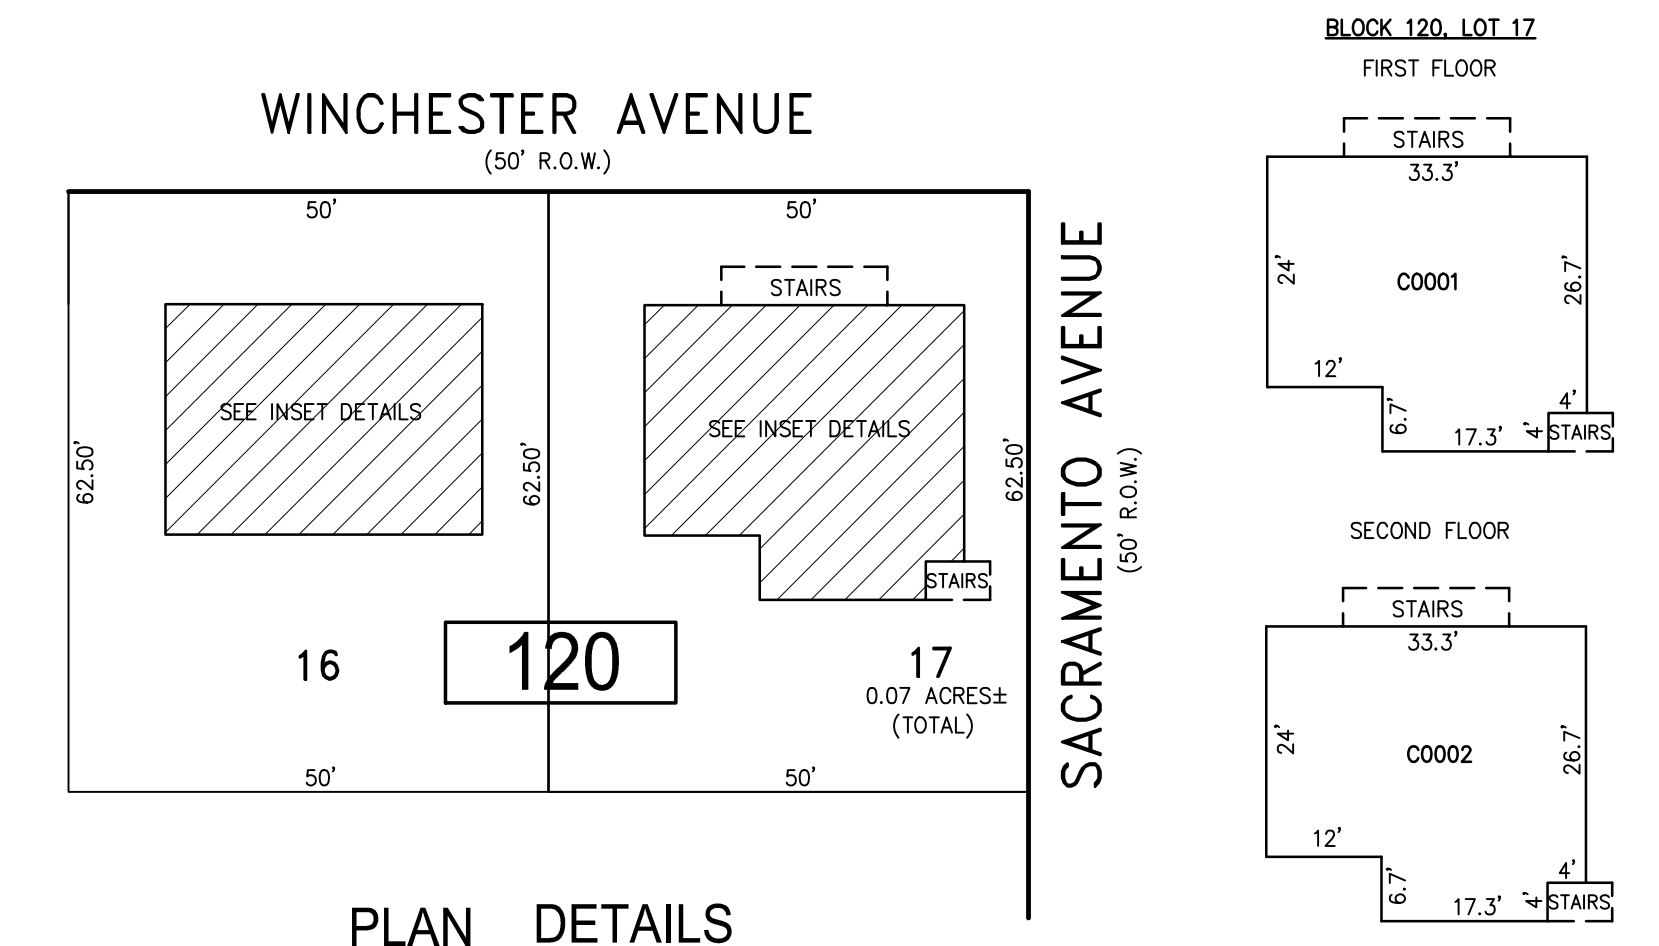 BLOCK 120, LOT 17
FIRST FLOOR
STAIRS
33.3'
24'
C0001
26.7'
12'
6.7'
17.3'
4'
4'
STAIRS
SECOND FLOOR
STAIRS
33.3'
24'
C0002
26.7'
12'
6.7'
17.3'
4'
4'
STAIRS
WINCHESTER AVENUE
(50' R.O.W.)
50'
50'
STAIRS
SEE INSET DETAILS
SEE INSET DETAILS
62.50'
62.50'
62.50'
STAIRS
SACRAMENTO AVENUE
(50' R.O.W.)
16
120
17
0.07 ACRES±
(TOTAL)
50'
50'
PLAN DETAILS